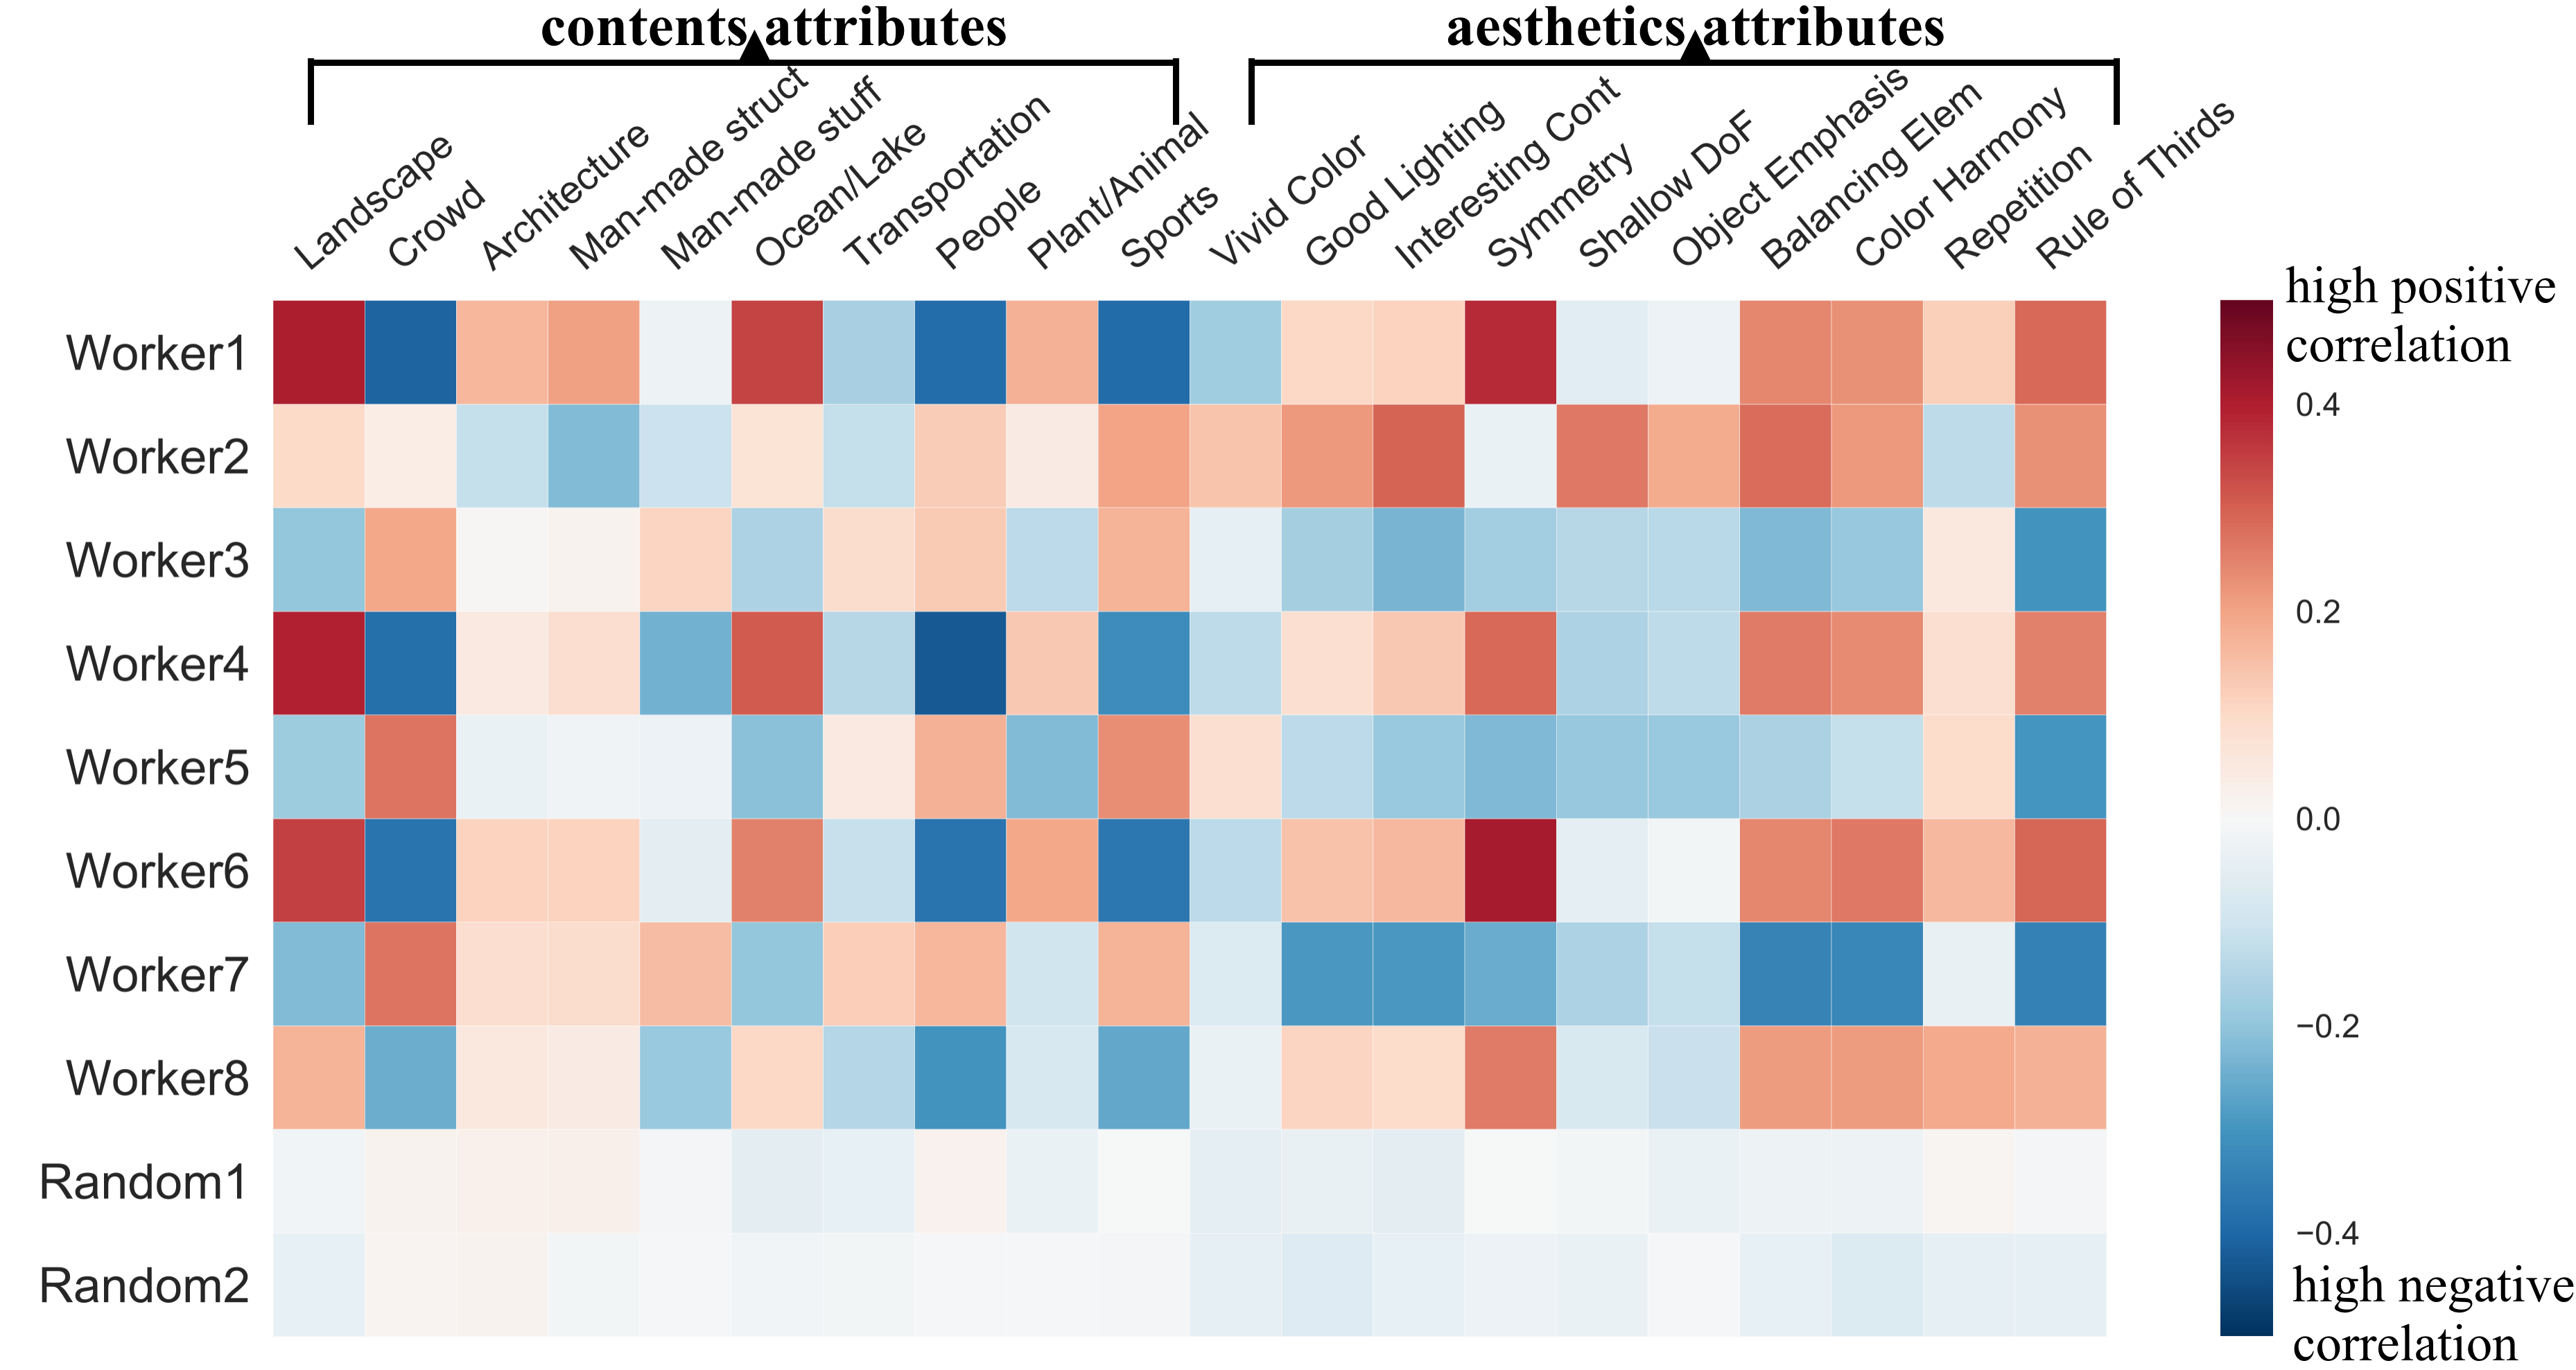 contents attributes
aesthetics attributes
Landscape
Crowd
Architecture
Man-made struct
Man-made stuff
Ocean/Lake
Transportation
People
Plant/Animal
Sports
Vivid Color
Good Lighting
Interesting Cont
Symmetry
Shallow DoF
Object Emphasis
Balancing Elem
Color Harmony
Repetition
Rule of Thirds
Worker1
Worker2
Worker3
Worker4
Worker5
Worker6
Worker7
Worker8
Random1
Random2
high positive
correlation
0.4
0.2
0.0
−0.2
−0.4
high negative
correlation